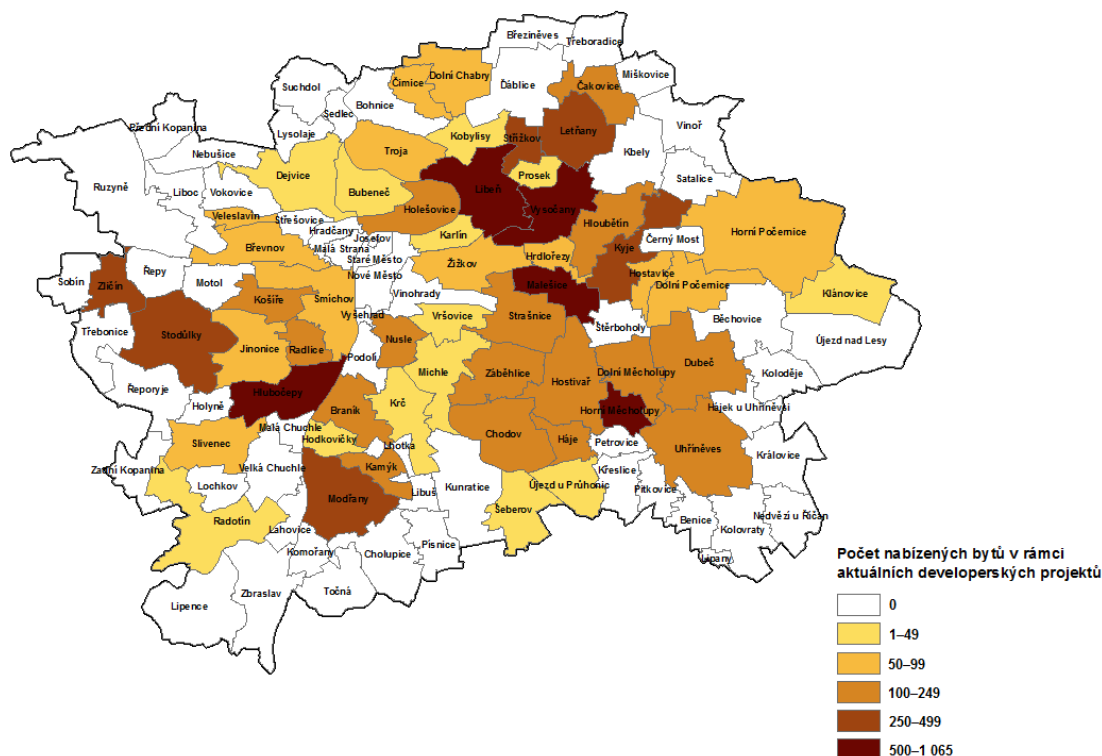 Březiněves
Třeboradice
Dolní Chabry
Miškovice
Čimice
Čakovice
Suchdol
Ďáblice
Bohnice
Sedlec
Vinoř
Přední Kopanina
Lysolaje
Kobylisy
Střížkov
Letňany
Nebušice
Troja
Kbely
Dejvice
Prosek
Satalice
Ruzyně
Liboc
Vokovice
Bubeneč
Libeň
Vysočany
Holešovice
Veleslavín
Střešovice
Hloubětín
Hradčany
Josefov
Karlín
Horní Počernice
Břevnov
Malá Strana
Staré Město
Kyje
Černý Most
Žižkov
Hrdlořezy
Sobín
Řepy
Motol
Nové Město
Hostavice
Zličín
Malešice
Dolní Počernice
Klánovice
Košíře
Smíchov
Vinohrady
Strašnice
Třebonice
Vyšehrad
Vršovice
Štěrboholy
Běchovice
Stodůlky
Újezd nad Lesy
Jinonice
Radlice
Nusle
Podolí
Dubeč
Michle
Záběhlice
Koloděje
Řeporyje
Hostivař
Dolní Měcholupy
Hlubočepy
Holyně
Braník
Krč
Horní Měcholupy
Hájek u Uhříněvsi
Malá Chuchle
Chodov
Slivenec
Hodkovičky
Lhotka
Háje
Petrovice
Uhříněves
Královice
Zadní Kopanina
Velká Chuchle
Kamýk
Křeslice
Lochkov
Libuš
Kunratice
Újezd u Průhonic
Pitkovice
Modřany
Šeberov
Benice
Nedvězí u Říčan
Radotín
Lahovice
Kolovraty
Písnice
Komořany
Cholupice
Lipany
Lipence
Zbraslav
Točná
Počet nabízených bytů v rámci
aktuálních developerských projektů
0
1–49
50–99
100–249
250–499
500–1 065